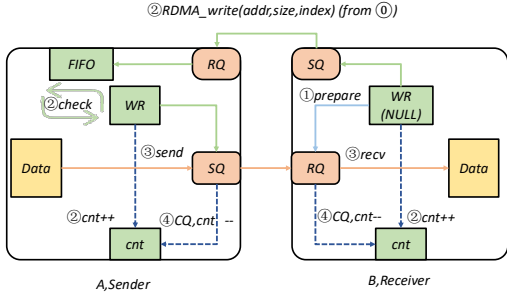 ②RDMA_write(addr,size,index) (from ⓪)
FIFO
RQ
SQ
②check
WR
①prepare
WR
(NULL)
③send
③recv
Data
SQ
RQ
Data
②cnt++
④CQ,cnt --
④CQ,cnt--
②cnt++
cnt
cnt
A,Sender
B,Receiver